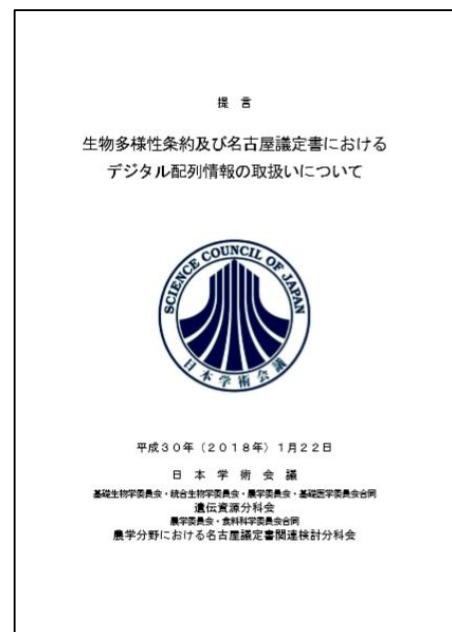 提 言
生物多様性条約及び名古屋議定書における
デジタル配列情報の取扱いについて
SCIENCE COUNCIL OF JAPAN
日本学術会議
平成30年（2018年）1月22日
日 本 学 術 会 議
基礎生物学委員会・統合生物学委員会・農学委員会・基礎医学委員会合同
遺伝資源分科会
農学委員会・食料科学委員会合同
農学分野における名古屋議定書関連検討分科会